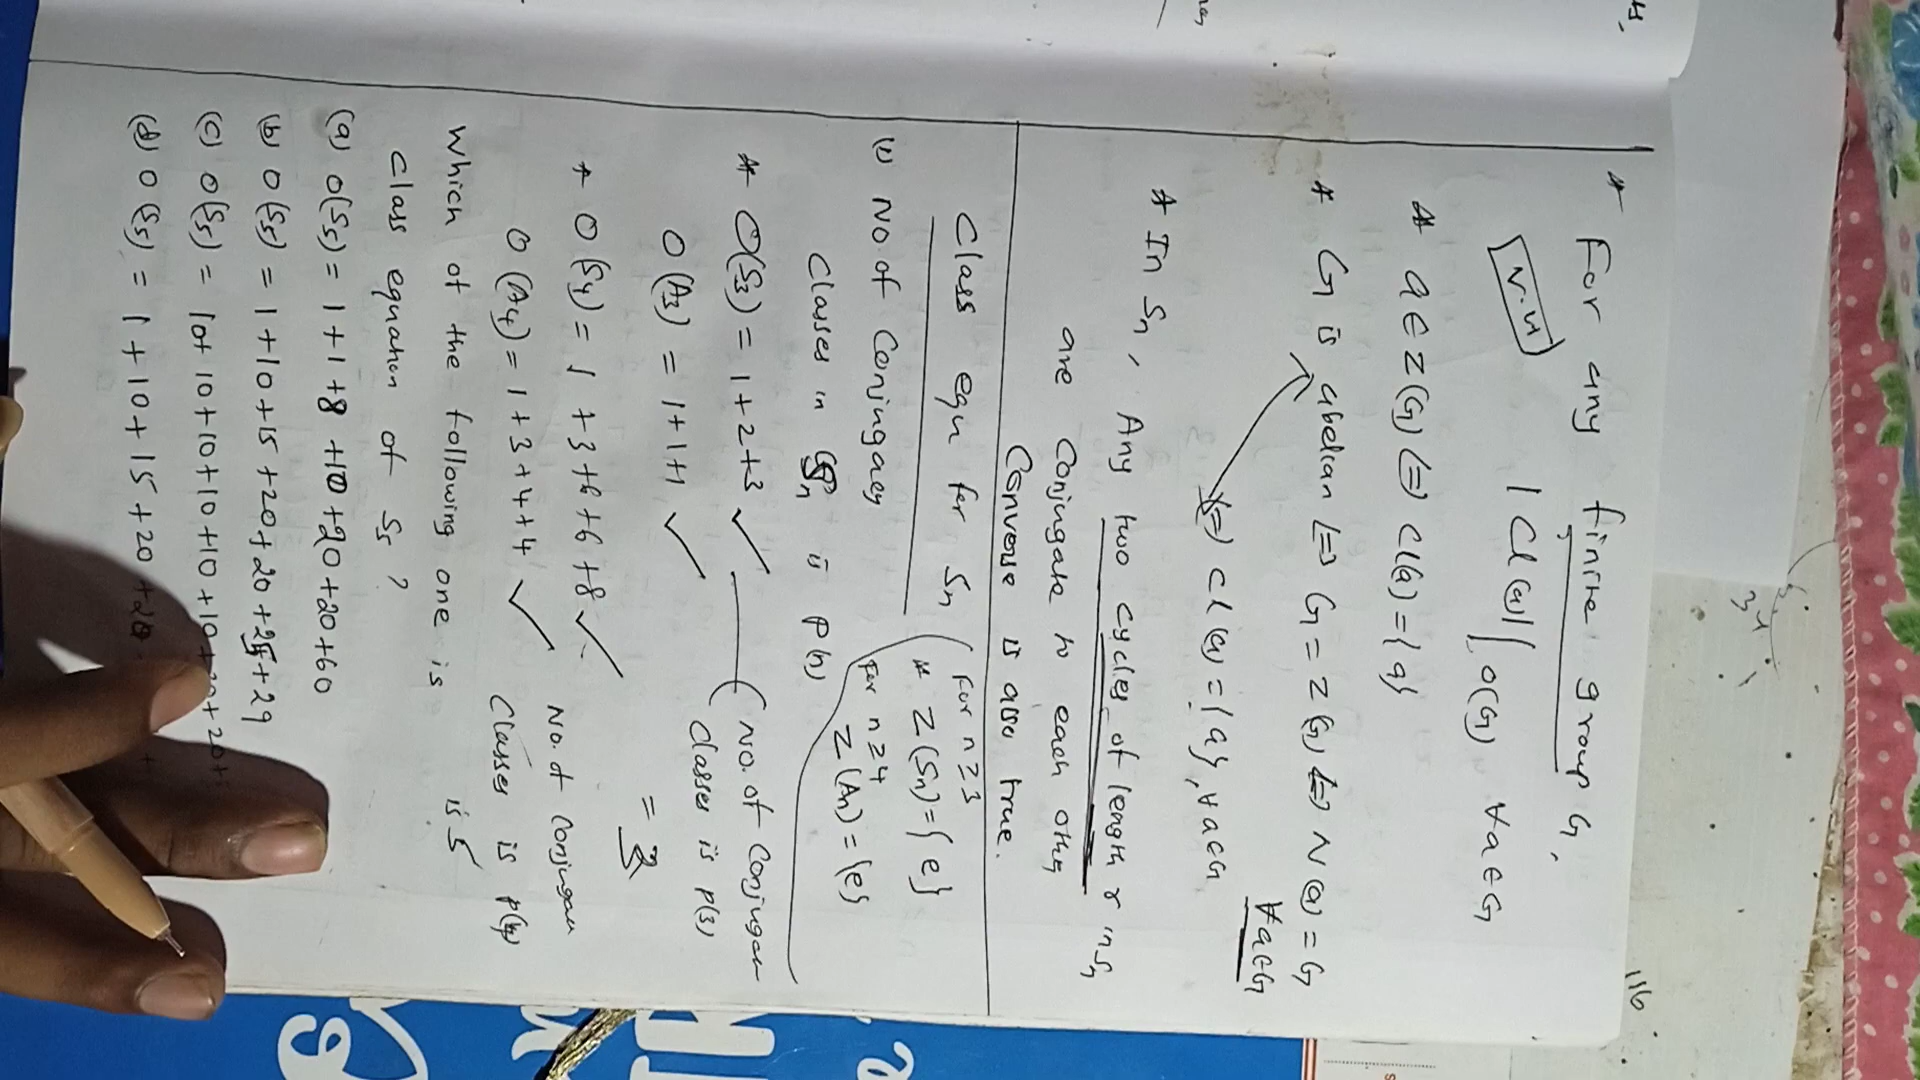 116
* For any finite group G,
N.H | Cl(a) | O(G) ∀a∈G
* a ∈ Z(G) ⇔ Cl(a) = {a}
* G is abelian ⇔ G = Z(G) ⇔ N(a) = G ∀a∈G
⇔ Cl(a) = {a}, ∀a∈G
* In Sn, Any two cycles of length r in Sn
are Conjugate to each other
Converse is also true.
Class equ for Sn (For n≥3
* Z(Sn) = {e}
For n≥4
Z(An) = {e}
(1) No. of Conjugacy
Classes in Sn is P(n)
* O(S3) = 1+2+3 ✓ (No. of Conjugacy
O(A3) = 1+1+1 ✓ Classes is P(3)
= 3
* O(S4) = 1+3+6+6+8 ✓ No. of Conjugacy
O(A4) = 1+3+4+4 ✓ Classes is P(4)
is 5
Which of the following one is
Class equation of S5?
(a) O(S5) = 1+1+8+10+20+20+60
(b) O(S5) = 1+10+15+20+20+25+29
(c) O(S5) = 10+10+10+10+10+10+20+20+
(d) O(S5) = 1+10+15+20+20